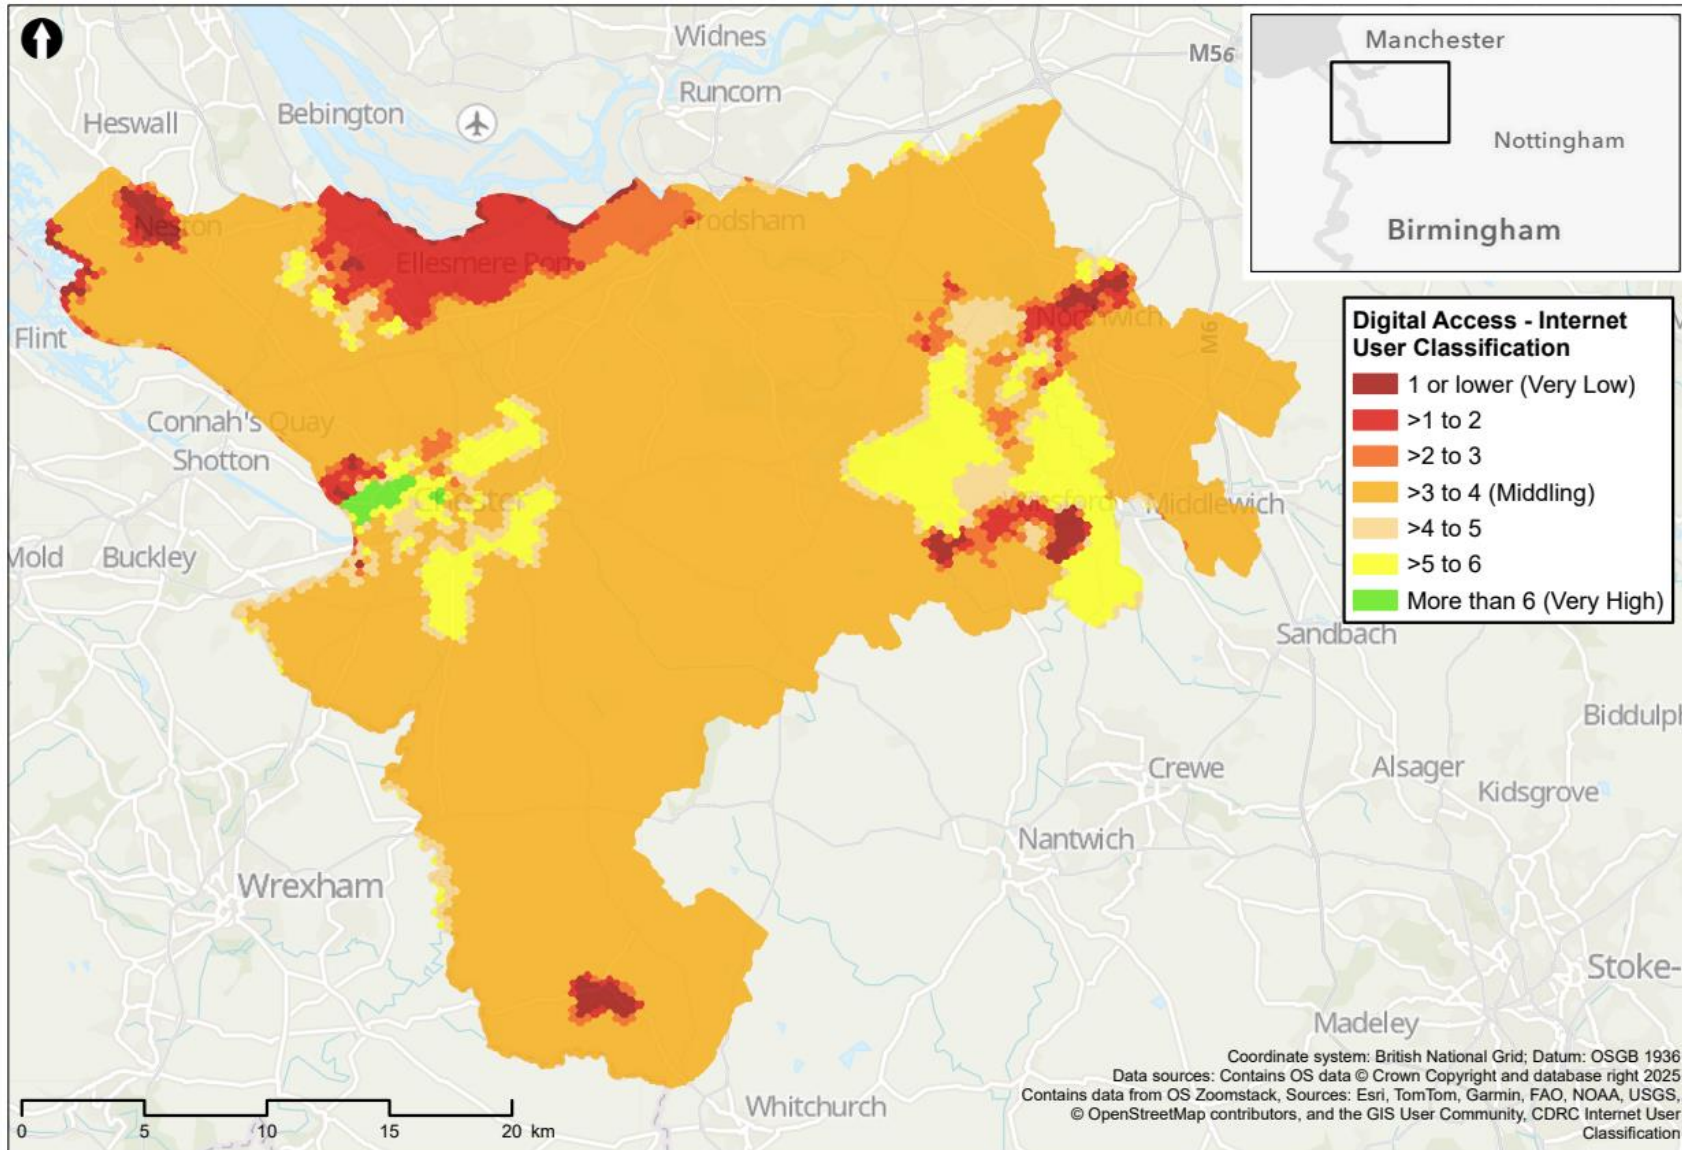 Widnes
M56
Runcorn
Heswall
Bebington
Manchester
Nottingham
Birmingham
Neston
Frodsham
Ellesmere Port
Flint
Northwich
M6
Connah's Quay
Shotton
Chester
Winsford
Middlewich
Mold
Buckley
Sandbach
Crewe
Alsager
Kidsgrove
Nantwich
Wrexham
Stoke-
Madeley
Whitchurch
Digital Access - Internet
User Classification
1 or lower (Very Low)
>1 to 2
>2 to 3
>3 to 4 (Middling)
>4 to 5
>5 to 6
More than 6 (Very High)
Biddulph
0 5 10 15 20 km
Coordinate system: British National Grid; Datum: OSGB 1936
Data sources: Contains OS data © Crown Copyright and database right 2025
Contains data from OS Zoomstack, Sources: Esri, TomTom, Garmin, FAO, NOAA, USGS,
© OpenStreetMap contributors, and the GIS User Community, CDRC Internet User
Classification